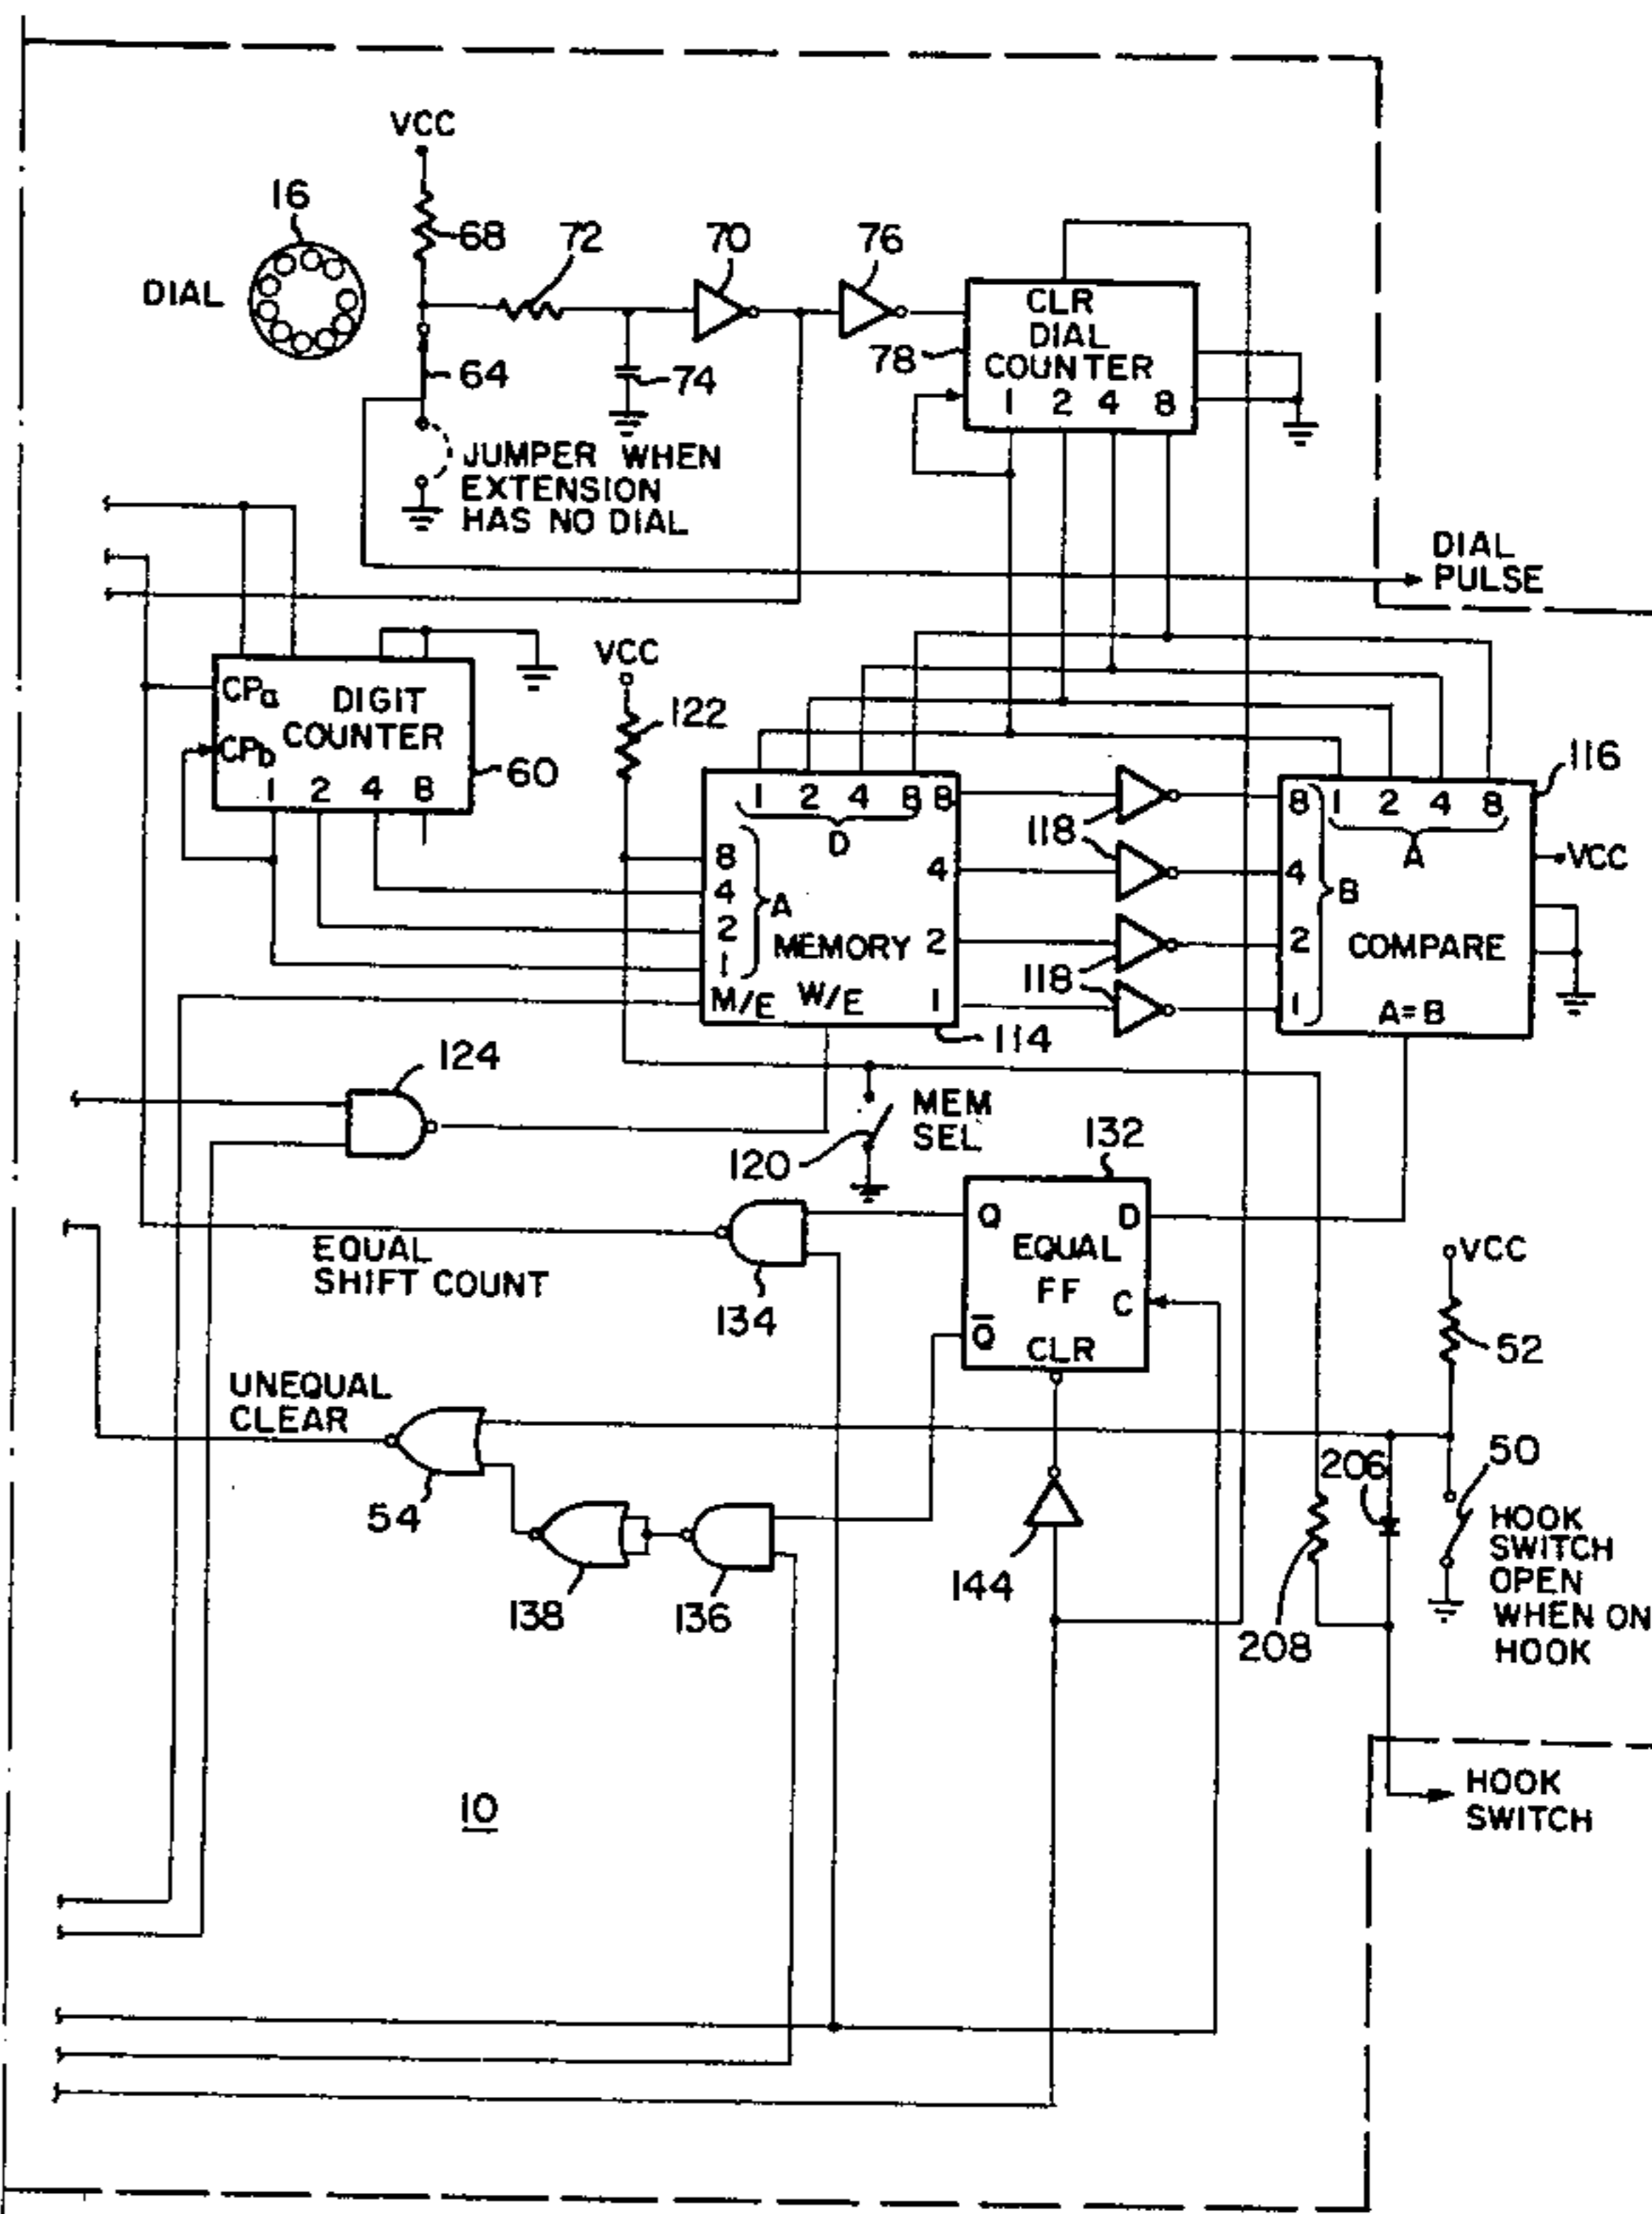 VCC
16
68
72
70
76
DIAL
CLR
DIAL
COUNTER
1 2 4 8
78
64
74
JUMPER WHEN
EXTENSION
HAS NO DIAL
DIAL
PULSE
VCC
122
CPa
DIGIT
COUNTER
CPb
1 2 4 8
60
1 2 4 8 8
D
8
4
2
1
A
4
MEMORY 2
M/E W/E 1
114
118
118
116
8 1 2 4 8
A
4
B
2 COMPARE
1
A=B
VCC
124
MEM
SEL
120
132
Q D
EQUAL
FF
C
Q̅
CLR
EQUAL
SHIFT COUNT
134
VCC
52
UNEQUAL
CLEAR
54
138
136
144
206
208
50
HOOK
SWITCH
OPEN
WHEN ON
HOOK
10
HOOK
SWITCH